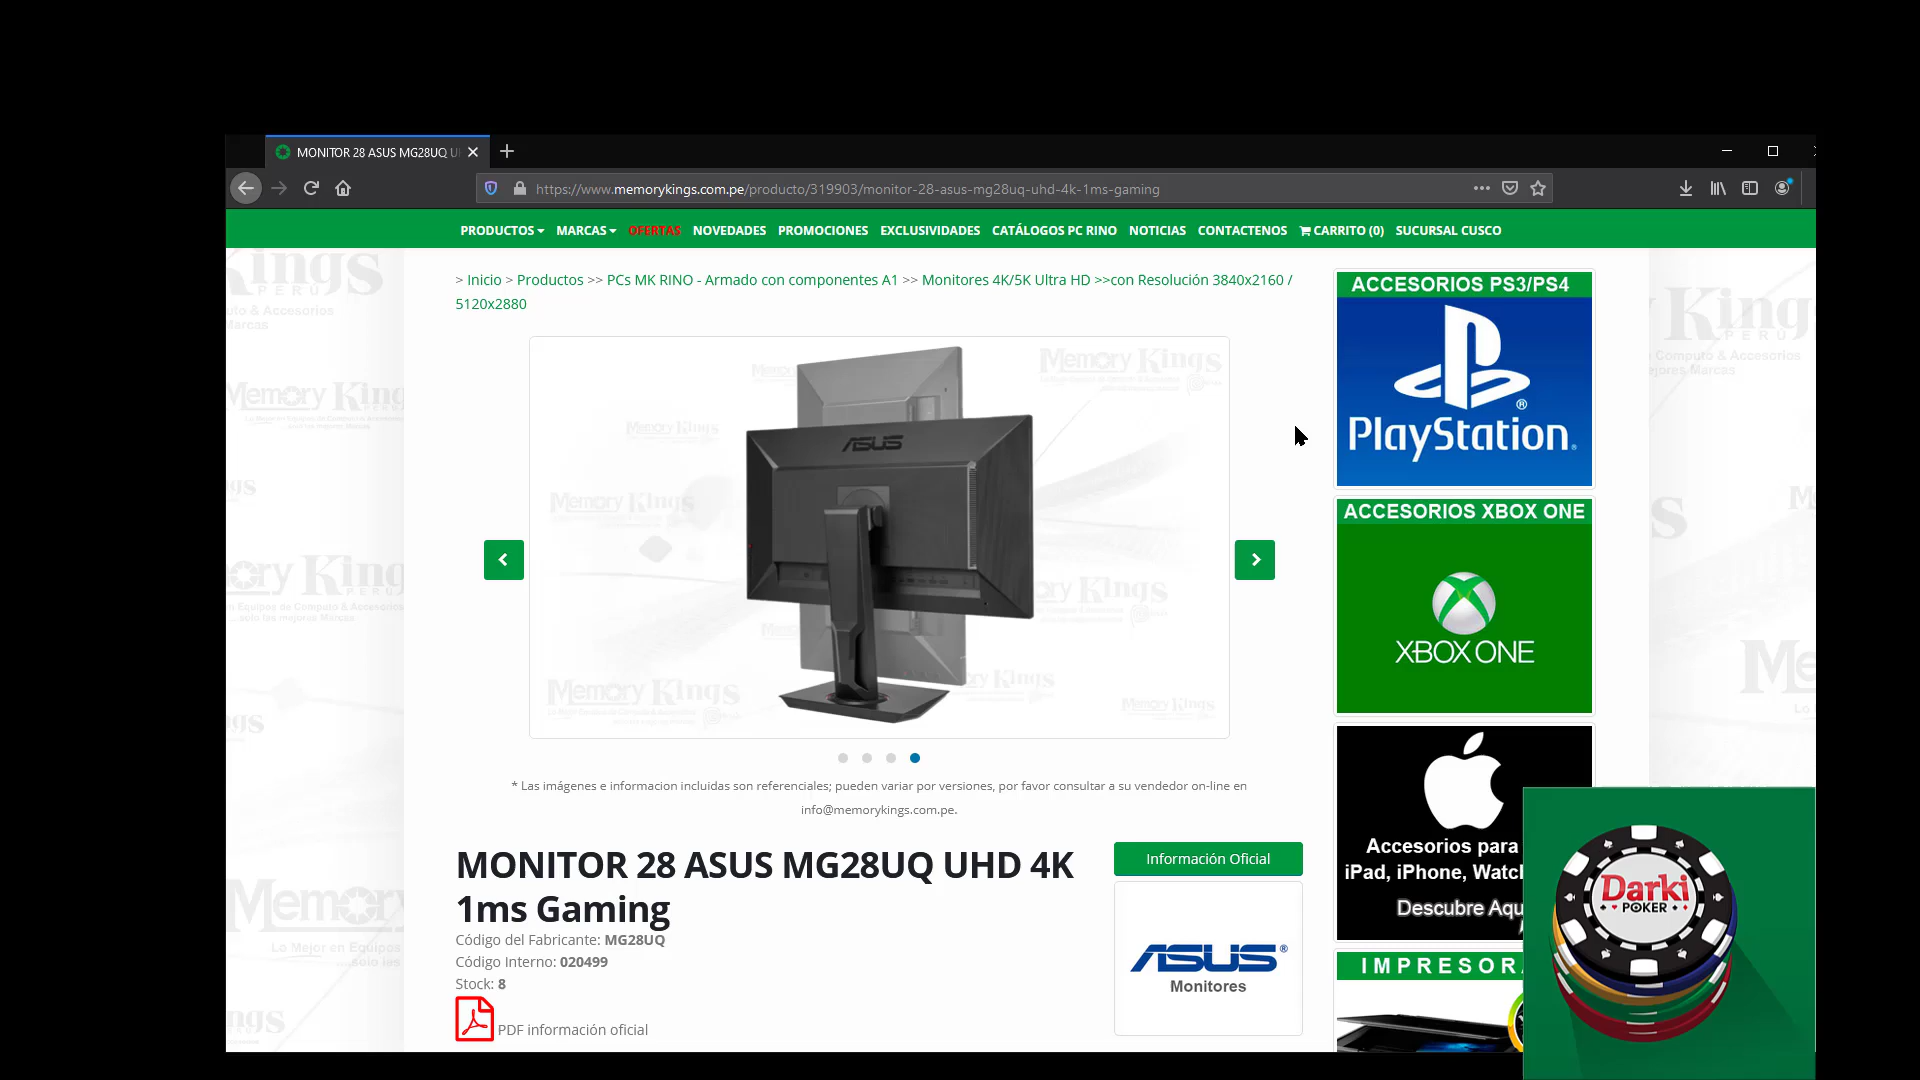 MONITOR 28 ASUS MG28UQ U
https://www.memorykings.com.pe/producto/319903/monitor-28-asus-mg28uq-uhd-4k-1ms-gaming
PRODUCTOS MARCAS OFERTAS NOVEDADES PROMOCIONES EXCLUSIVIDADES CATÁLOGOS PC RINO NOTICIAS CONTACTENOS CARRITO (0) SUCURSAL CUSCO
> Inicio > Productos >> PCs MK RINO - Armado con componentes A1 >> Monitores 4K/5K Ultra HD >>con Resolución 3840x2160 /
5120x2880
ACCESORIOS PS3/PS4
PlayStation
ACCESORIOS XBOX ONE
XBOX ONE
Memory Kings
ASUS
* Las imágenes e informacion incluidas son referenciales; pueden variar por versiones, por favor consultar a su vendedor on-line en
info@memorykings.com.pe.
MONITOR 28 ASUS MG28UQ UHD 4K
1ms Gaming
Código del Fabricante: MG28UQ
Código Interno: 020499
Stock: 8
PDF información oficial
Información Oficial
ASUS
Monitores
Accesorios para
iPad, iPhone, Watch
Descubre Aqu
IMPRESOR
Darki
POKER